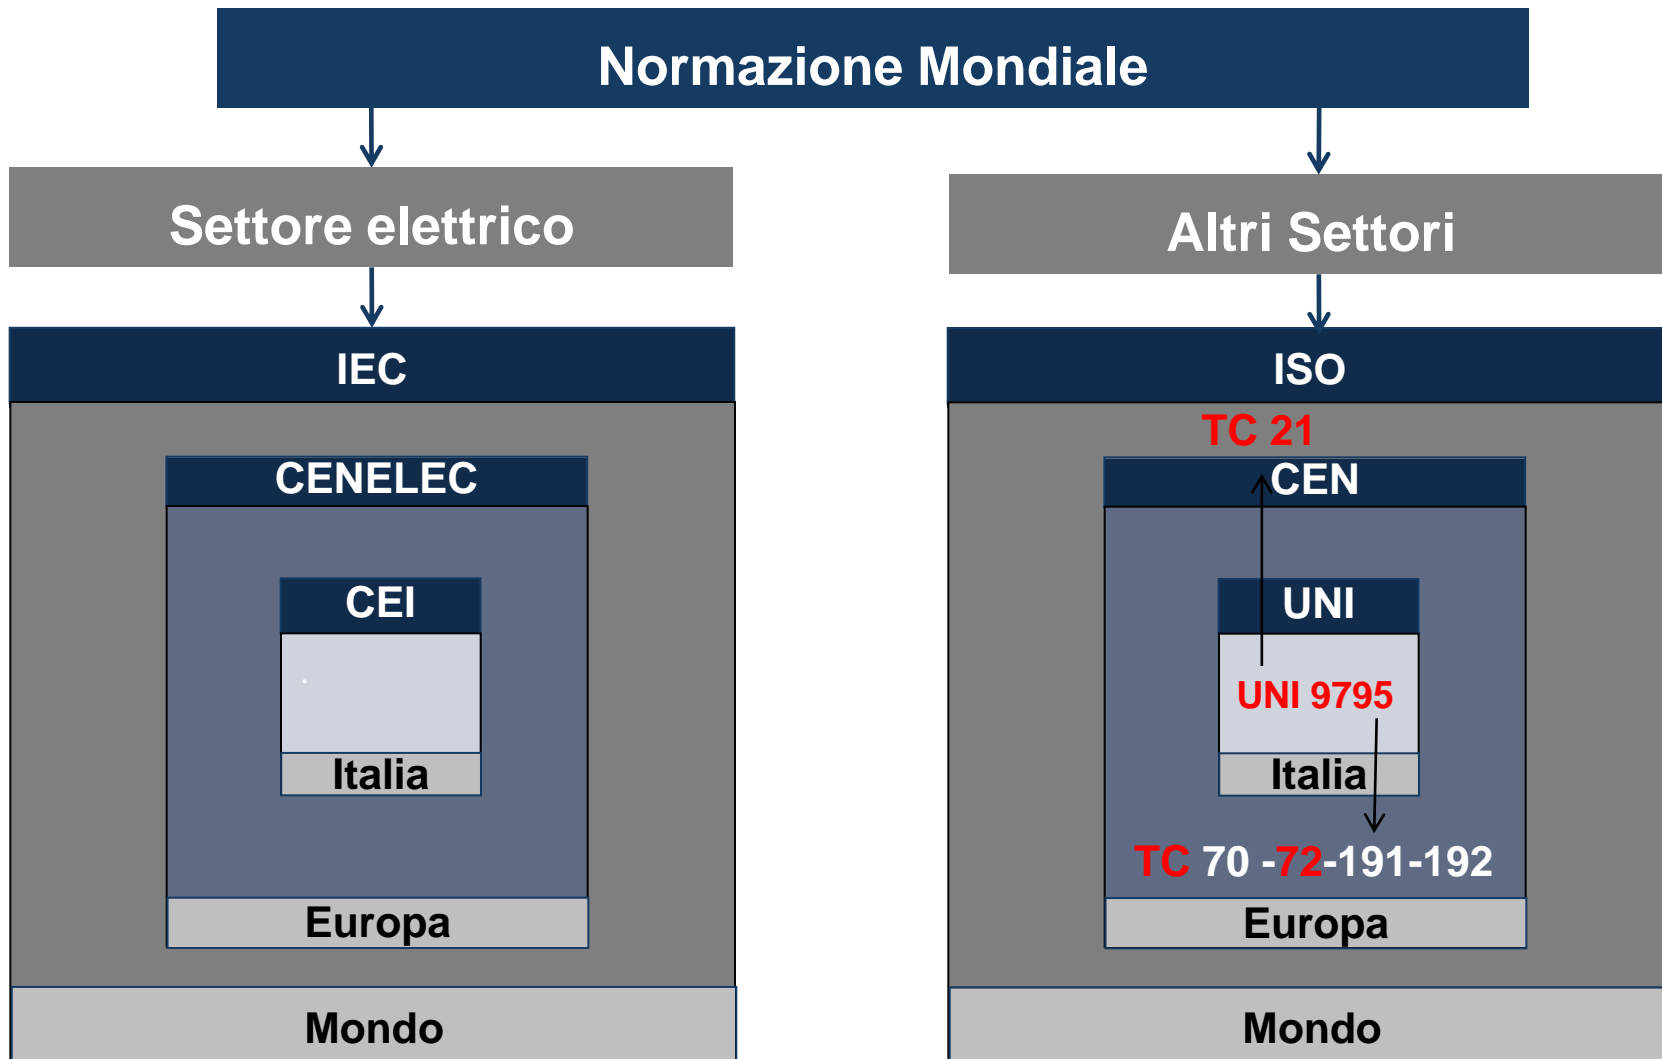 Normazione Mondiale
Settore elettrico
Altri Settori
IEC
CENELEC
CEI
Italia
Europa
Mondo
ISO
TC 21
CEN
UNI
UNI 9795
Italia
TC 70 -72-191-192
Europa
Mondo